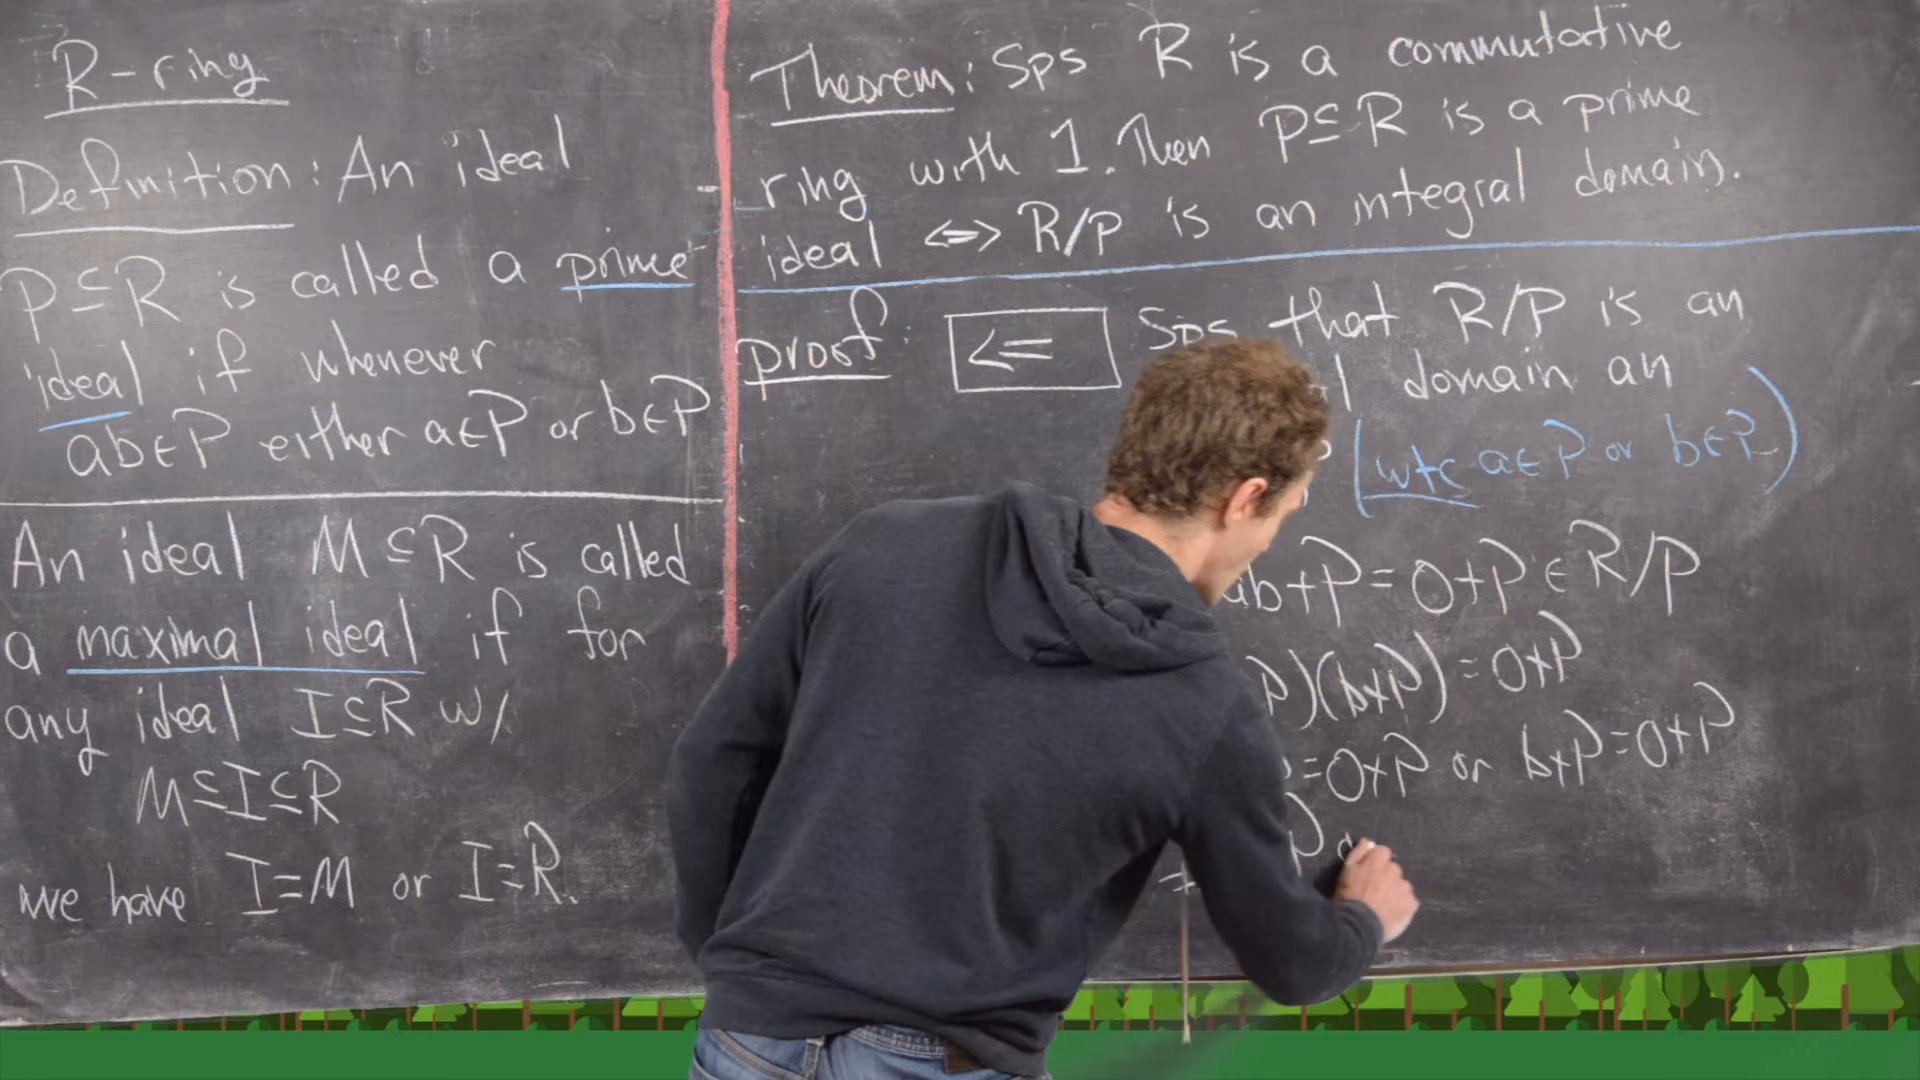 R-ring
Definition: An ideal
P⊆R is called a prime
ideal if whenever
ab∈P either a∈P or b∈P
An ideal M⊆R is called
a maximal ideal if for
any ideal I⊆R w/
M⊆I⊆R
we have I=M or I=R.
Theorem: Sps R is a commutative
ring with 1. Then P⊆R is a prime
ideal <=> R/P is an integral domain.
proof: <= Sps that R/P is an
domain an
(wts a∈P or b∈P)
ab+P=0+P∈R/P
P)(b+P)=0+P
=0+P or b+P=0+P
P